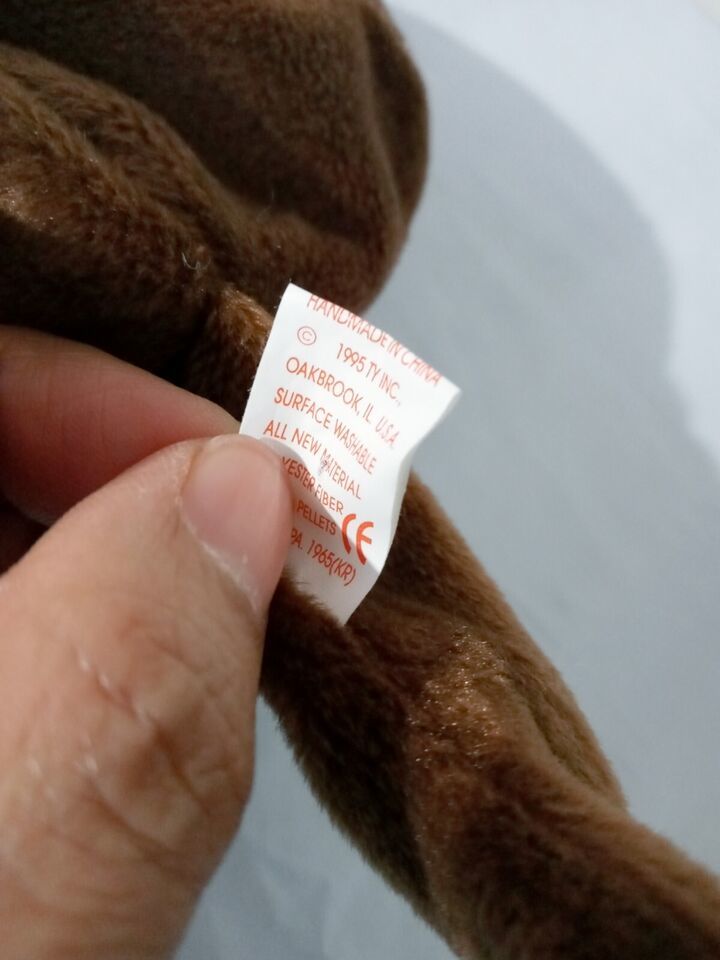 HANDMADE IN CHINA
© 1995 TY INC.,
OAKBROOK, IL U.S.A.
SURFACE WASHABLE
ALL NEW MATERIAL
YESTER FIBER
PELLETS CE
PA. 1965(KR)